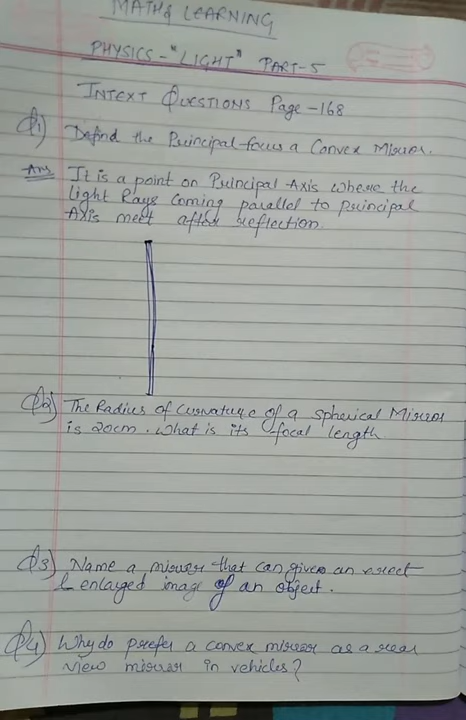 MATHS LEARNING
PHYSICS - "LIGHT" PART-5
INTEXT QUESTIONS Page -168
Q1) Defind the Principal focus a Convex Mirror.
Ans It is a point on Principal Axis where the
light Rays coming parallel to principal
Axis meet after reflection.
Q2) The Radius of Curvature of a spherical Mirror
is 20cm. What is its focal length
Q3) Name a mirror that can given an erect
& enlarged image of an object.
Q4) Why do prefer a convex mirror as a rear
view mirror in vehicles?